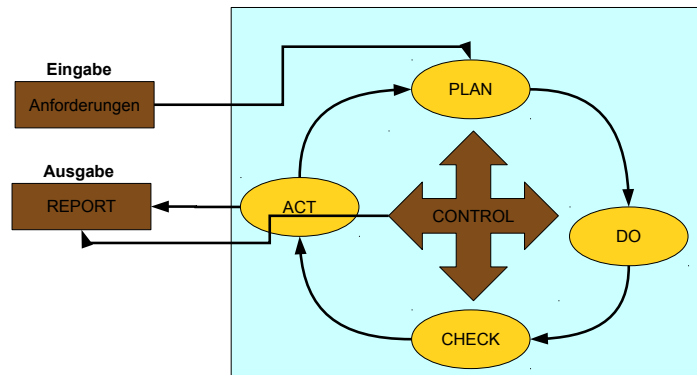 Eingabe
Anforderungen
Ausgabe
REPORT
PLAN
ACT
CONTROL
DO
CHECK